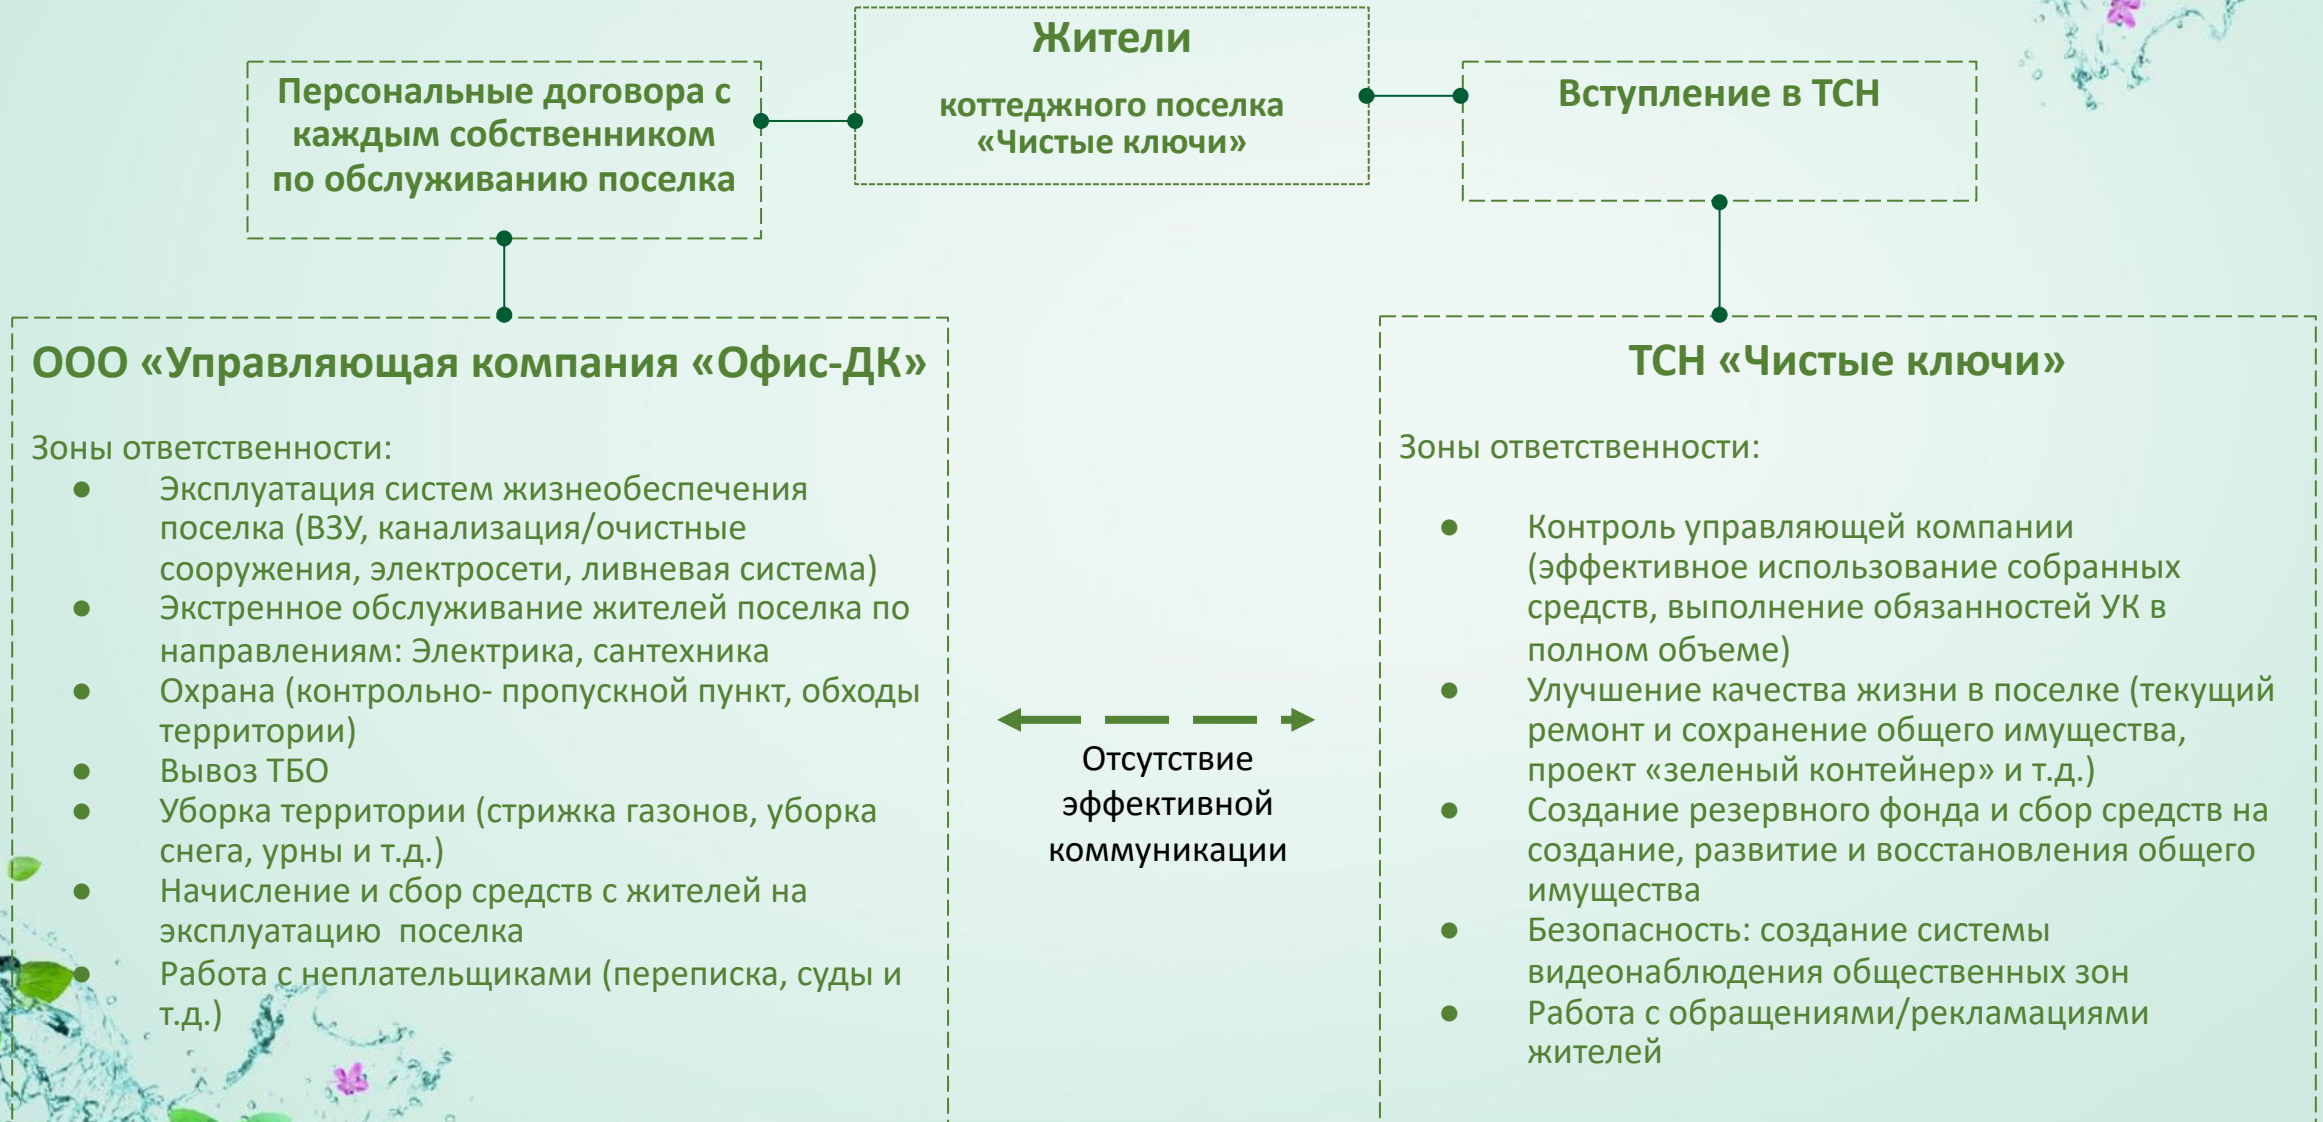 Жители
коттеджного поселка
«Чистые ключи»
Персональные договора с
каждым собственником
по обслуживанию поселка
Вступление в ТСН
ООО «Управляющая компания «Офис-ДК»
Зоны ответственности:
● Эксплуатация систем жизнеобеспечения
поселка (ВЗУ, канализация/очистные
сооружения, электросети, ливневая система)
● Экстренное обслуживание жителей поселка по
направлениям: Электрика, сантехника
● Охрана (контрольно- пропускной пункт, обходы
территории)
● Вывоз ТБО
● Уборка территории (стрижка газонов, уборка
снега, урны и т.д.)
● Начисление и сбор средств с жителей на
эксплуатацию поселка
● Работа с неплательщиками (переписка, суды и
т.д.)
Отсутствие
эффективной
коммуникации
ТСН «Чистые ключи»
Зоны ответственности:
● Контроль управляющей компании
(эффективное использование собранных
средств, выполнение обязанностей УК в
полном объеме)
● Улучшение качества жизни в поселке (текущий
ремонт и сохранение общего имущества,
проект «зеленый контейнер» и т.д.)
● Создание резервного фонда и сбор средств на
создание, развитие и восстановления общего
имущества
● Безопасность: создание системы
видеонаблюдения общественных зон
● Работа с обращениями/рекламациями
жителей